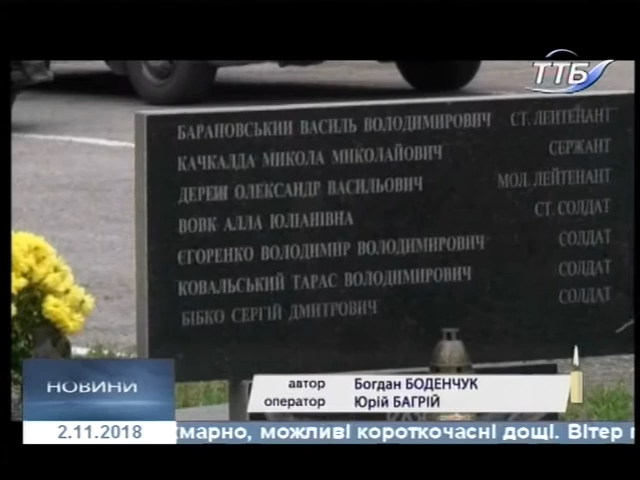 ТТБ
БАРАНОВСЬКИЙ ВАСИЛЬ ВОЛОДИМИРОВИЧ СТ. ЛЕЙТЕНАНТ
КАЧКАЛДА МИКОЛА МИКОЛАЙОВИЧ СЕРЖАНТ
ОЛЕКСАНДР ВАСИЛЬОВИЧ МОЛ. ЛЕЙТЕНАНТ
ВОВК АЛЛА ЮЛІАНІВНА СТ. СОЛДАТ
ЄГОРЕНКО ВОЛОДИМИР ВОЛОДИМИРОВИЧ СОЛДАТ
КОВАЛЬСЬКИЙ ТАРАС ВОЛОДИМИРОВИЧ СОЛДАТ
БІБКО СЕРГІЙ ДМИТРОВИЧ СОЛДАТ
НОВИНИ
автор Богдан БОДЕНЧУК
оператор Юрій БАГРІЙ
2.11.2018 хмарно, можливі короткочасні дощі. Вітер